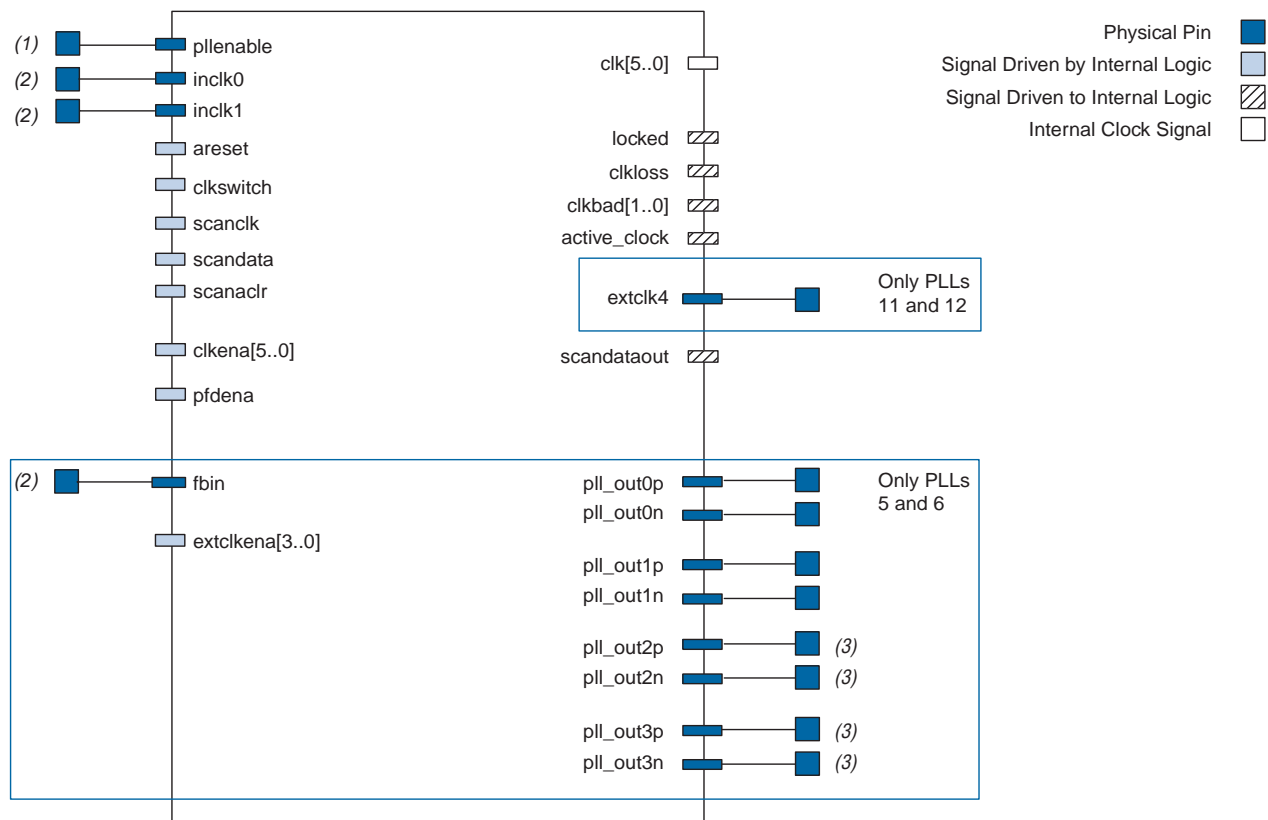 (1)
pllenable
(2)
inclk0
(2)
inclk1
areset
clkswitch
scanclk
scandata
scanaclr
clkena[5..0]
pfdena
(2)
fbin
extclkena[3..0]
clk[5..0]
locked
clkloss
clkbad[1..0]
active_clock
extclk4
Only PLLs
11 and 12
scandataout
pll_out0p
Only PLLs
5 and 6
pll_out0n
pll_out1p
pll_out1n
pll_out2p
(3)
pll_out2n
(3)
pll_out3p
(3)
pll_out3n
(3)
Physical Pin
Signal Driven by Internal Logic
Signal Driven to Internal Logic
Internal Clock Signal